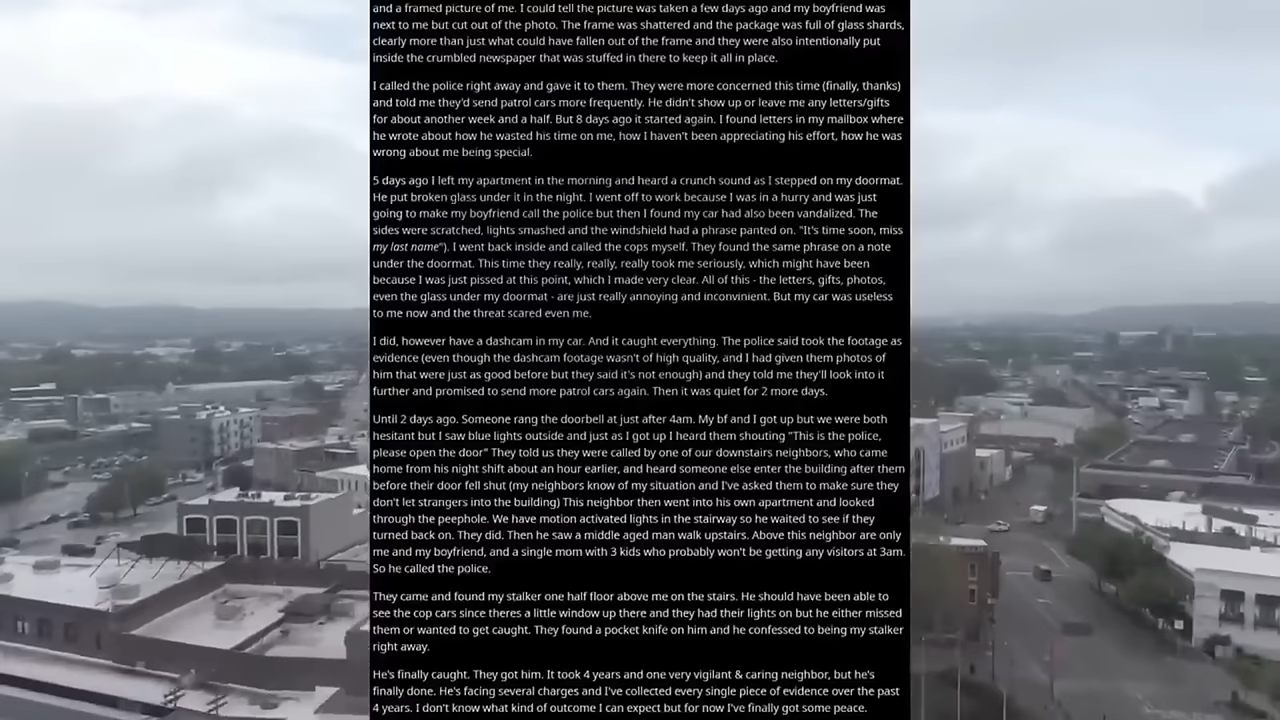 and a framed picture of me. I could tell the picture was taken a few days ago and my boyfriend was
next to me but cut out of the photo. The frame was shattered and the package was full of glass shards,
clearly more than just what could have fallen out of the frame and they were also intentionally put
inside the crumbled newspaper that was stuffed in there to keep it all in place.
I called the police right away and gave it to them. They were more concerned this time (finally, thanks)
and told me they'd send patrol cars more frequently. He didn't show up or leave me any letters/gifts
for about another week and a half. But 8 days ago it started again. I found letters in my mailbox where
he wrote about how he wasted his time on me, how I haven't been appreciating his effort, how he was
wrong about me being special.
5 days ago I left my apartment in the morning and heard a crunch sound as I stepped on my doormat.
He put broken glass under it in the night. I went off to work because I was in a hurry and was just
going to make my boyfriend call the police but then I found my car had also been vandalized. The
sides were scratched, lights smashed and the windshield had a phrase panted on. "It's time soon, miss
my last name"). I went back inside and called the cops myself. They found the same phrase on a note
under the doormat. This time they really, really, really took me seriously, which might have been
because I was just pissed at this point, which I made very clear. All of this - the letters, gifts, photos,
even the glass under my doormat - are just really annoying and inconvinient. But my car was useless
to me now and the threat scared even me.
I did, however have a dashcam in my car. And it caught everything. The police said took the footage as
evidence (even though the dashcam footage wasn't of high quality, and I had given them photos of
him that were just as good before but they said it's not enough) and they told me they'll look into it
further and promised to send more patrol cars again. Then it was quiet for 2 more days.
Until 2 days ago. Someone rang the doorbell at just after 4am. My bf and I got up but we were both
hesitant but I saw blue lights outside and just as I got up I heard them shouting "This is the police,
please open the door" They told us they were called by one of our downstairs neighbors, who came
home from his night shift about an hour earlier, and heard someone else enter the building after them
before their door fell shut (my neighbors know of my situation and I've asked them to make sure they
don't let strangers into the building) This neighbor then went into his own apartment and looked
through the peephole. We have motion activated lights in the stairway so he waited to see if they
turned back on. They did. Then he saw a middle aged man walk upstairs. Above this neighbor are only
me and my boyfriend, and a single mom with 3 kids who probably won't be getting any visitors at 3am.
So he called the police.
They came and found my stalker one half floor above me on the stairs. He should have been able to
see the cop cars since theres a little window up there and they had their lights on but he either missed
them or wanted to get caught. They found a pocket knife on him and he confessed to being my stalker
right away.
He's finally caught. They got him. It took 4 years and one very vigilant & caring neighbor, but he's
finally done. He's facing several charges and I've collected every single piece of evidence over the past
4 years. I don't know what kind of outcome I can expect but for now I've finally got some peace.